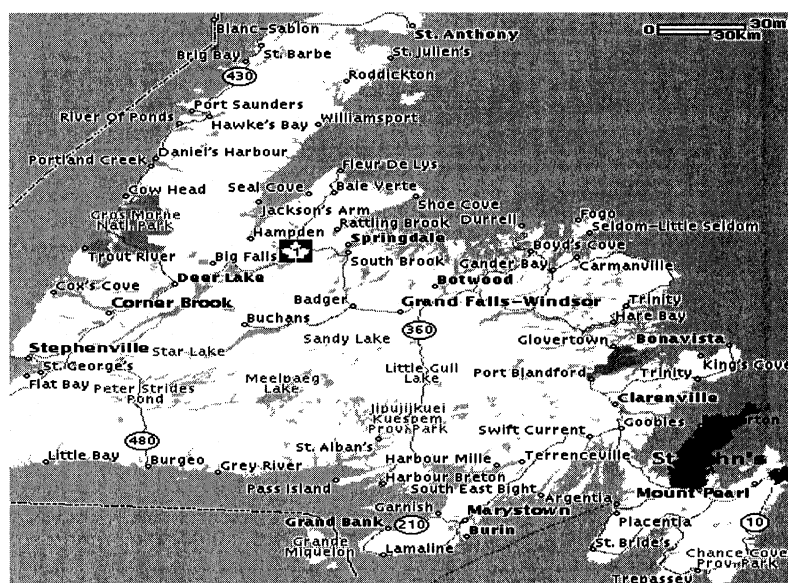 Blanc-Sablon
30m
0
30km
St. Anthony
Brig Bay
St. Barbe
St. Julien's
430
Roddickton
Port Saunders
River Of Ponds
Hawke's Bay
Williamsport
Daniel's Harbour
Portland Creek
Fleur De Lys
Cow Head
Seal Cove
Baie Verte
Shoe Cove
Jackson's Arm
Gros Morne
Nat'l Park
Rattling Brook
Durrell
Fogo
Seldom-Little Seldom
Hampden
Springdale
Trout River
Big Falls
1
South Brook
Boyd's Cove
Gander Bay
Carmanville
Deer Lake
Botwood
Cox's Cove
Corner Brook
Badger
Grand Falls-Windsor
Trinity
Buchans
Hare Bay
360
Sandy Lake
Glovertown
Bonavista
Stephenville
Star Lake
St. George's
King's Cove
Flat Bay
Peter Strides
Pond
Meelpaeg
Lake
Little Gull
Lake
Port Blandford
Trinity
Jipujijkuei
Kuespem
Prov. Park
Clarenville
Goobies
480
St. Alban's
Swift Current
St. John's
Little Bay
Burgeo
Grey River
Harbour Mille
Terrenceville
Pass Island
Harbour Breton
South East Bight
Argentia
Mount Pearl
Garnish
Marystown
Placentia
Grand Bank
210
Burin
10
Grande
Miquelon
Lamaline
St. Bride's
Chance Cove
Prov. Park
Trepassey